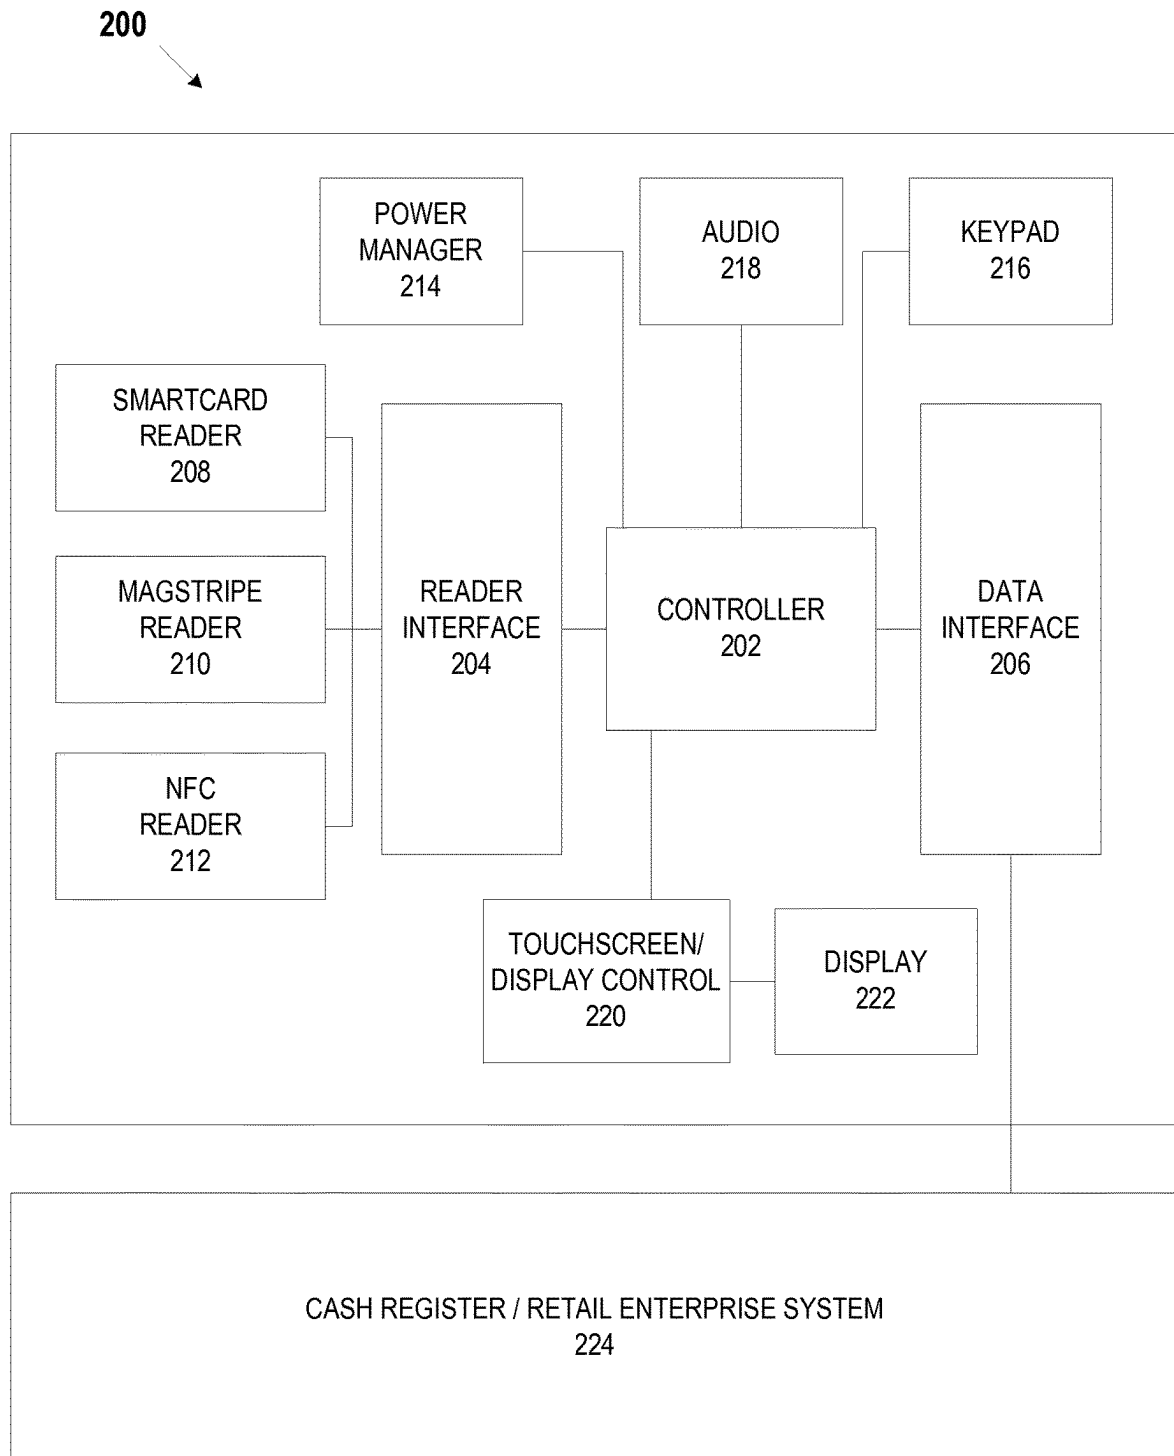 200
POWER
MANAGER
214
AUDIO
218
KEYPAD
216
SMARTCARD
READER
208
MAGSTRIPE
READER
210
NFC
READER
212
READER
INTERFACE
204
CONTROLLER
202
DATA
INTERFACE
206
TOUCHSCREEN/
DISPLAY CONTROL
220
DISPLAY
222
CASH REGISTER / RETAIL ENTERPRISE SYSTEM
224